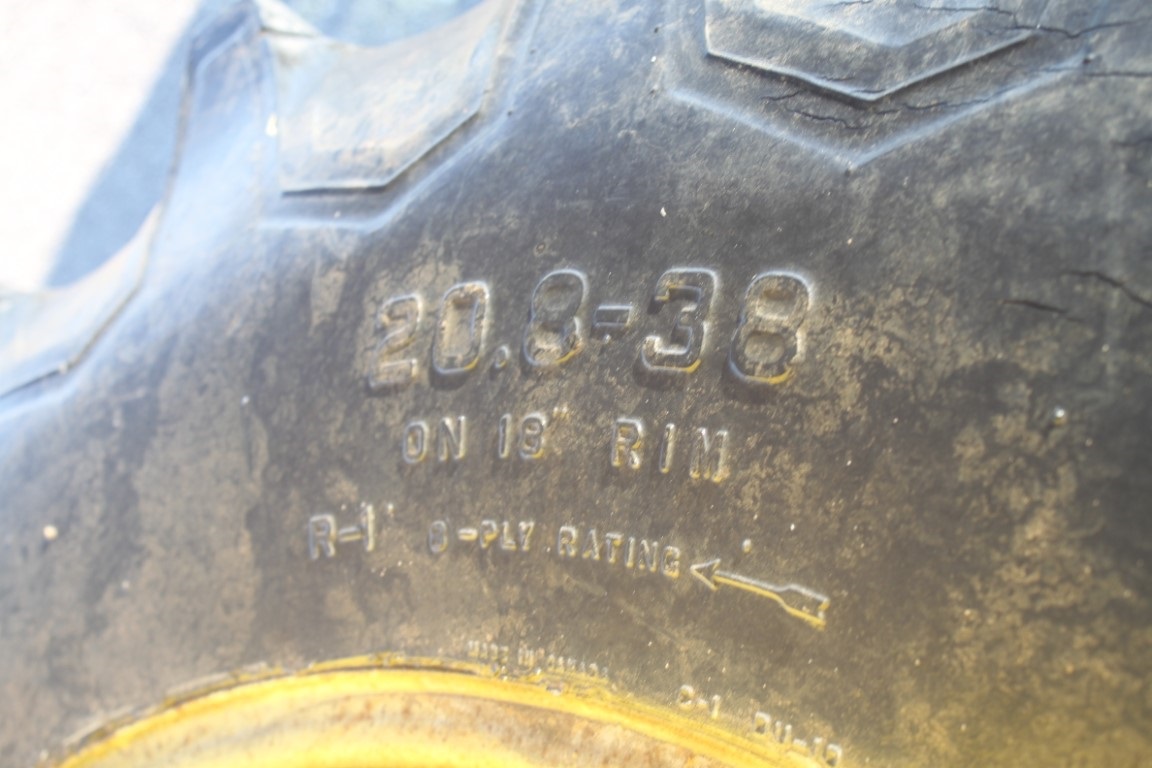 20.8-38
ON 18" RIM
R-1 8-PLY RATING
MADE IN CANADA